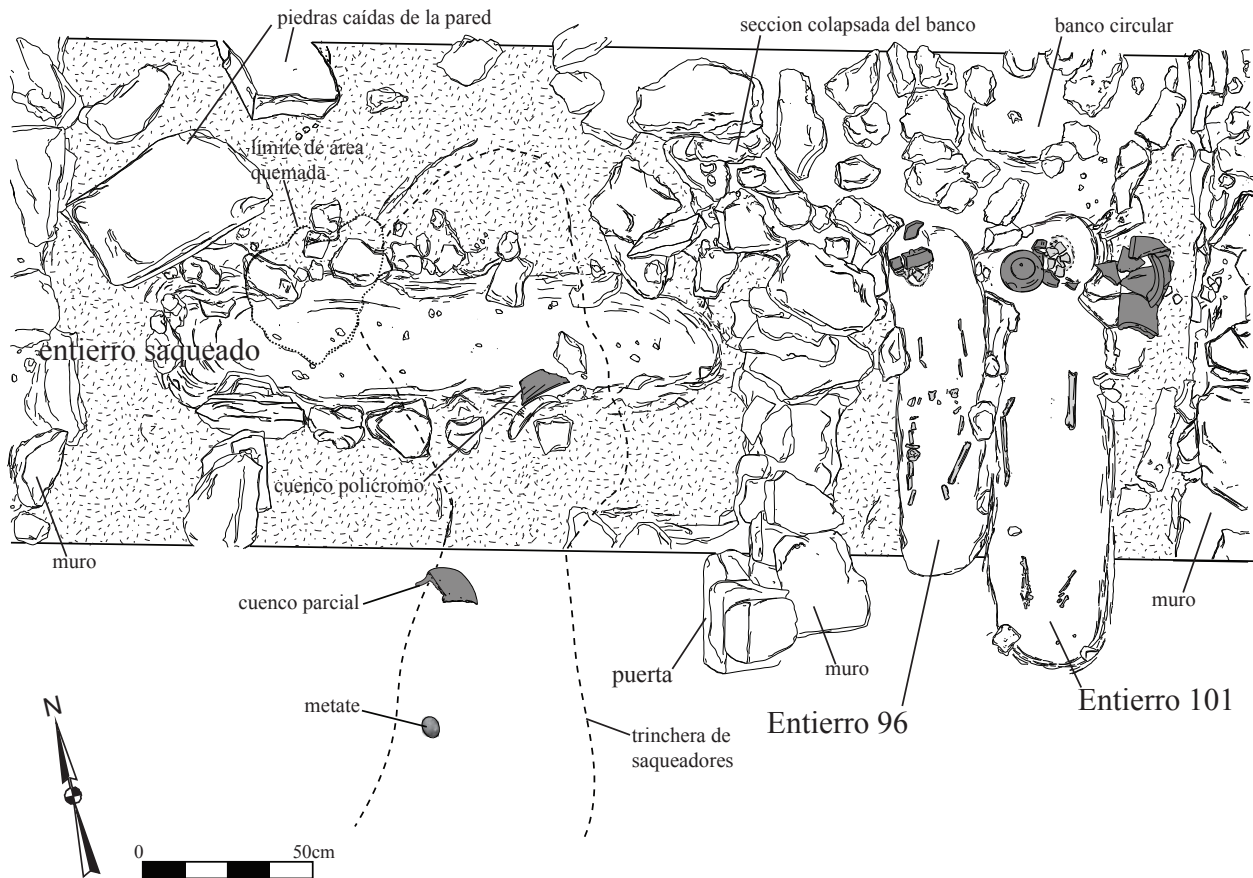 piedras caídas de la pared
seccion colapsada del banco
banco circular
límite de área
quemada
entierro saqueado
cuenco polícromo
muro
cuenco parcial
metate
trinchera de
saqueadores
puerta
muro
Entierro 96
Entierro 101
muro
N
0
50cm